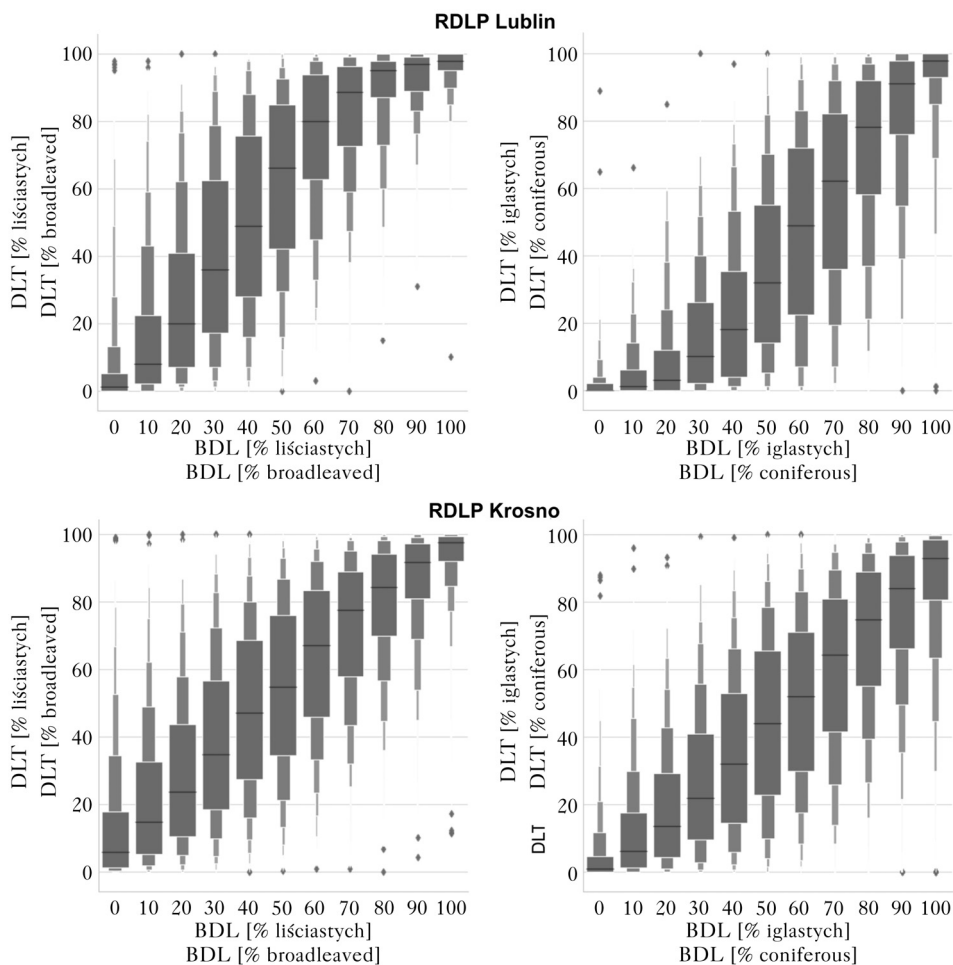 RDLP Lublin
100
80
60
40
20
0
DLT [% liściastych]
DLT [% broadleaved]
0 10 20 30 40 50 60 70 80 90 100
BDL [% liściastych]
BDL [% broadleaved]
100
80
60
40
20
0
DLT [% iglastych]
DLT [% coniferous]
0 10 20 30 40 50 60 70 80 90 100
BDL [% iglastych]
BDL [% coniferous]
RDLP Krosno
100
80
60
40
20
0
DLT [% liściastych]
DLT [% broadleaved]
0 10 20 30 40 50 60 70 80 90 100
BDL [% liściastych]
BDL [% broadleaved]
100
80
60
40
20
0
DLT [% iglastych]
DLT [% coniferous]
DLT
0 10 20 30 40 50 60 70 80 90 100
BDL [% iglastych]
BDL [% coniferous]